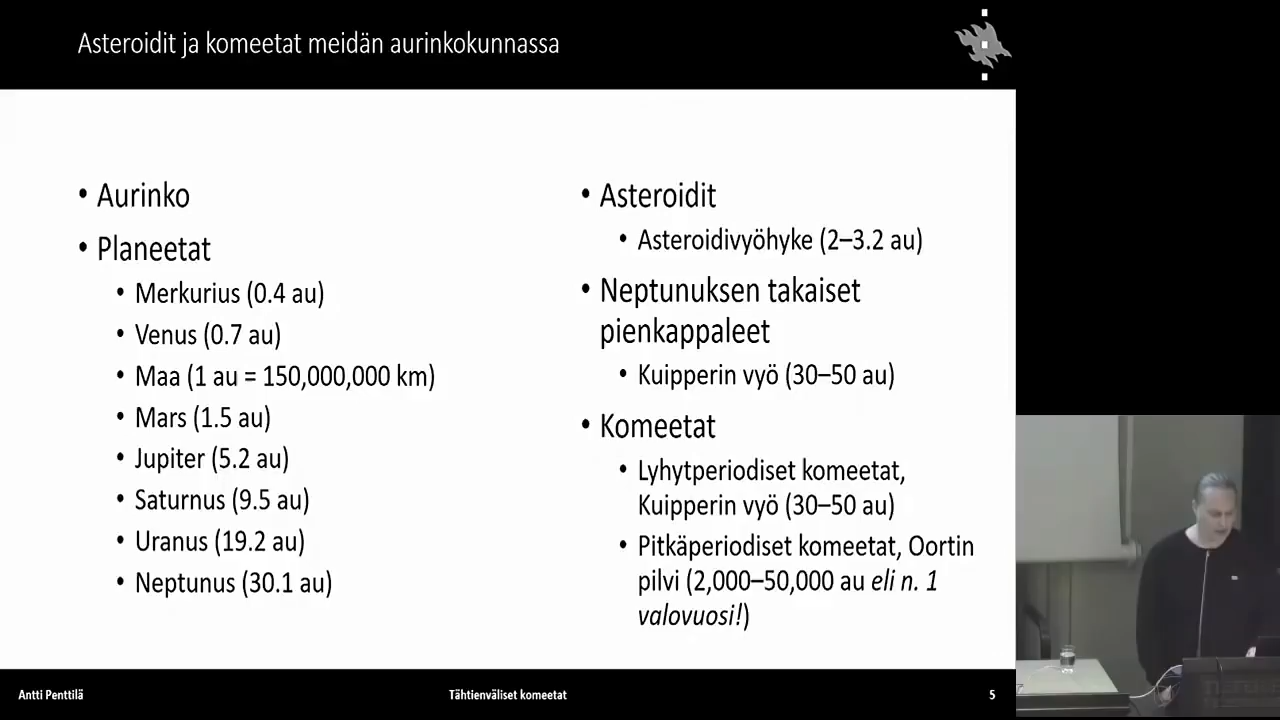 Asteroidit ja komeetat meidän aurinkokunnassa
• Aurinko
• Planeetat
• Merkurius (0.4 au)
• Venus (0.7 au)
• Maa (1 au = 150,000,000 km)
• Mars (1.5 au)
• Jupiter (5.2 au)
• Saturnus (9.5 au)
• Uranus (19.2 au)
• Neptunus (30.1 au)
• Asteroidit
• Asteroidivyöhyke (2–3.2 au)
• Neptunuksen takaiset
pienkappaleet
• Kuipperin vyö (30–50 au)
• Komeetat
• Lyhytperiodiset komeetat,
Kuipperin vyö (30–50 au)
• Pitkäperiodiset komeetat, Oortin
pilvi (2,000–50,000 au eli n. 1
valovuosi!)
Antti Penttilä
Tähtienväliset komeetat
5